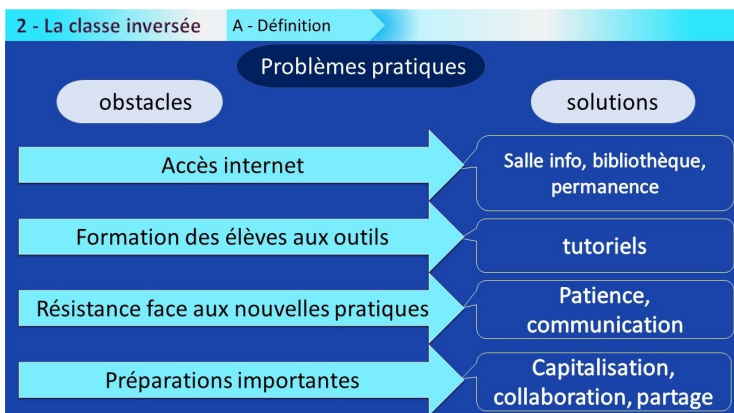 2 - La classe inversée
A - Définition
Problèmes pratiques
obstacles
solutions
Accès internet
Salle info, bibliothèque,
permanence
Formation des élèves aux outils
tutoriels
Résistance face aux nouvelles pratiques
Patience,
communication
Préparations importantes
Capitalisation,
collaboration, partage